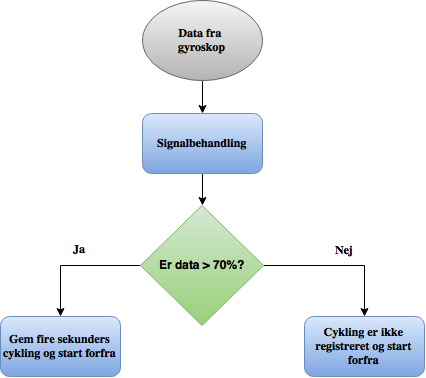 Data fra
gyroskop
Signalbehandling
Er data > 70%?
Ja
Nej
Gem fire sekunders
cykling og start forfra
Cykling er ikke
registreret og start
forfra